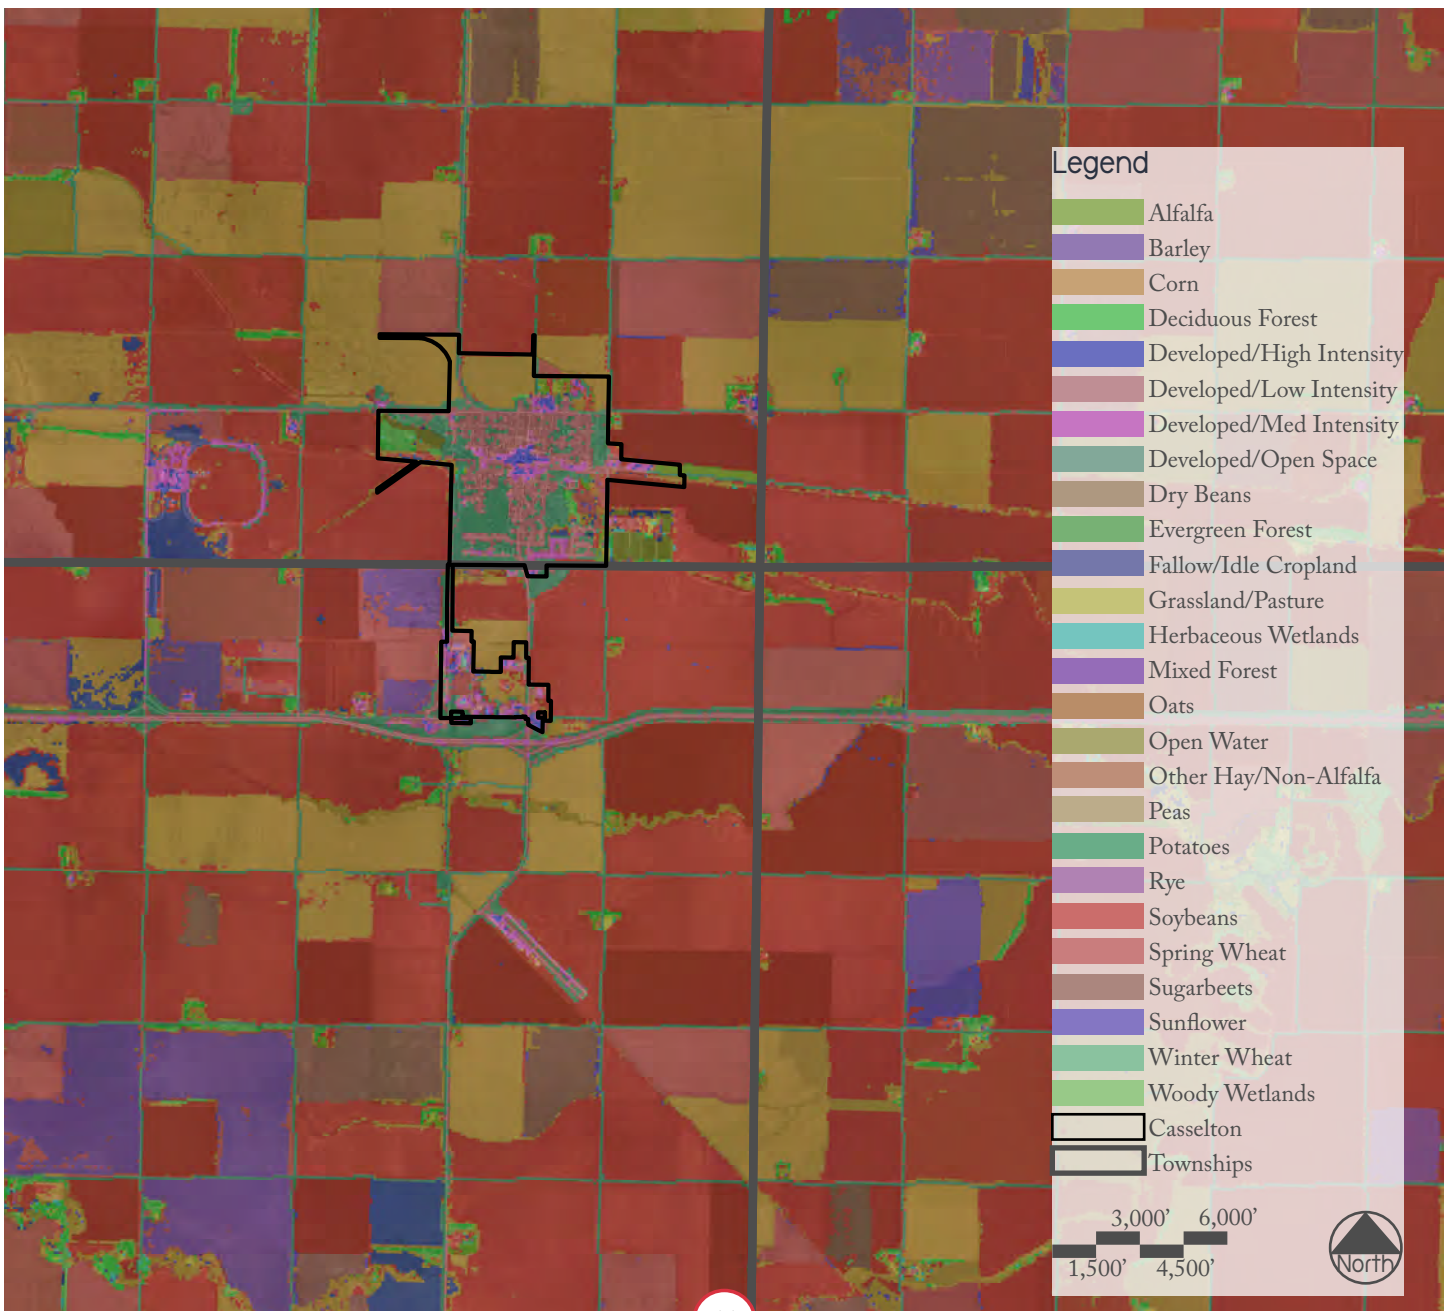 Legend
Alfalfa
Barley
Corn
Deciduous Forest
Developed/High Intensity
Developed/Low Intensity
Developed/Med Intensity
Developed/Open Space
Dry Beans
Evergreen Forest
Fallow/Idle Cropland
Grassland/Pasture
Herbaceous Wetlands
Mixed Forest
Oats
Open Water
Other Hay/Non-Alfalfa
Peas
Potatoes
Rye
Soybeans
Spring Wheat
Sugarbeets
Sunflower
Winter Wheat
Woody Wetlands
Casselton
Townships
3,000' 6,000'
1,500' 4,500'
North